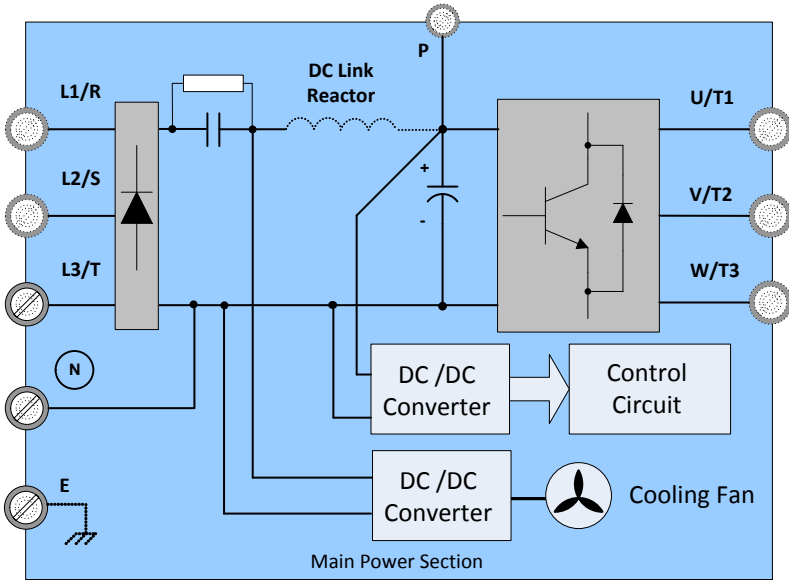 P
L1/R
DC Link
Reactor
U/T1
+
L2/S
V/T2
-
L3/T
W/T3
N
DC /DC
Converter
Control
Circuit
E
DC /DC
Converter
Cooling Fan
Main Power Section